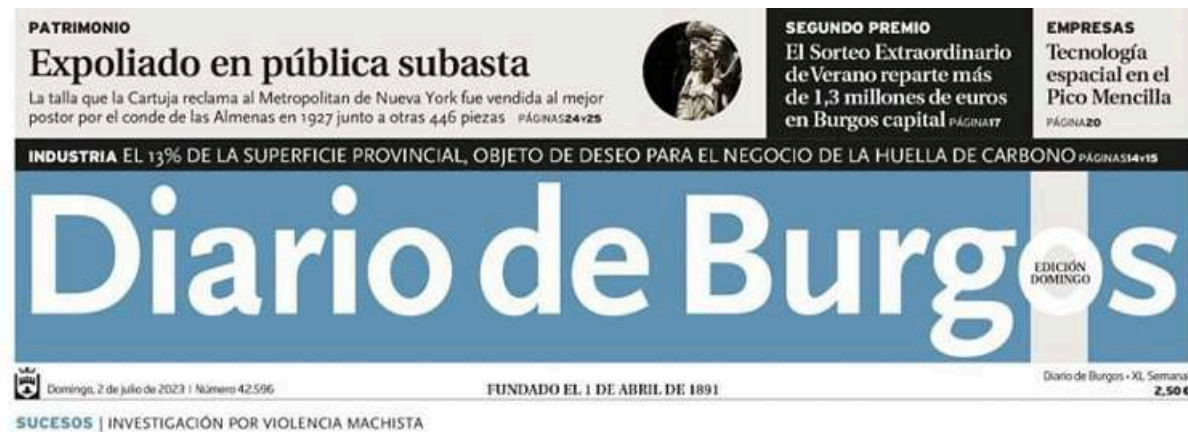 PATRIMONIO
Expoliado en pública subasta
La talla que la Cartuja reclama al Metropolitan de Nueva York fue vendida al mejor
postor por el conde de las Almenas en 1927 junto a otras 446 piezas PÁGINAS24Y25
SEGUNDO PREMIO
El Sorteo Extraordinario
de Verano reparte más
de 1,3 millones de euros
en Burgos capital PÁGINA17
EMPRESAS
Tecnología
espacial en el
Pico Mencilla
PÁGINA20
INDUSTRIA EL 13% DE LA SUPERFICIE PROVINCIAL, OBJETO DE DESEO PARA EL NEGOCIO DE LA HUELLA DE CARBONO PÁGINAS14Y15
Diario de Burgos
EDICIÓN
DOMINGO
Domingo, 2 de julio de 2023 | Número 42.596
FUNDADO EL 1 DE ABRIL DE 1891
Diario de Burgos + XL Semanal
2,50 €
SUCESOS | INVESTIGACIÓN POR VIOLENCIA MACHISTA